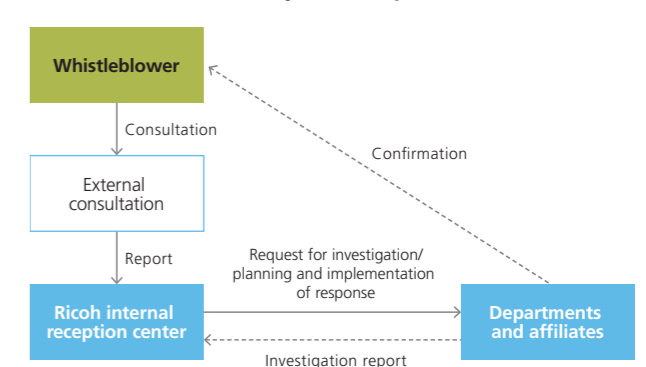 Whistleblower
Consultation
Confirmation
External
consultation
Report
Request for investigation/
planning and implementation
of response
Ricoh internal
reception center
Departments
and affiliates
Investigation report